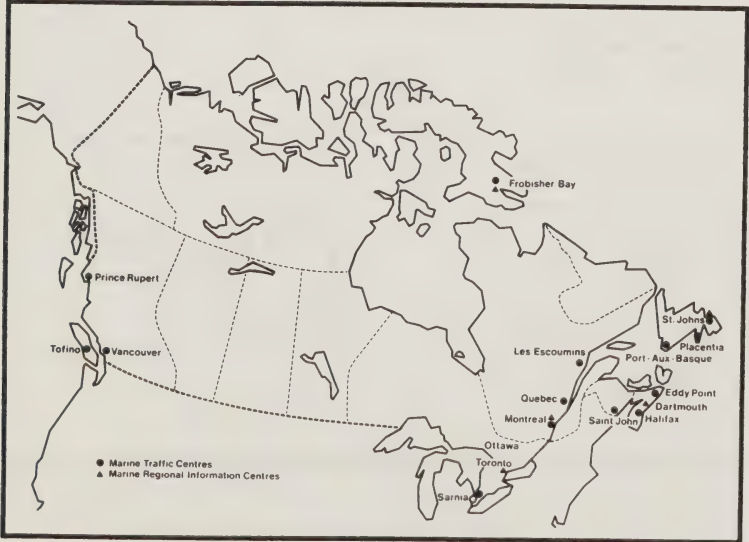 Frobisher Bay
Prince Rupert
Tofino
Vancouver
St. Johns
Placentia
Port-Aux-Basque
Les Escoumins
Eddy Point
Quebec
Dartmouth
Montreal
Saint John
Halifax
Ottawa
Toronto
Sarnia
Marine Traffic Centres
Marine Regional Information Centres